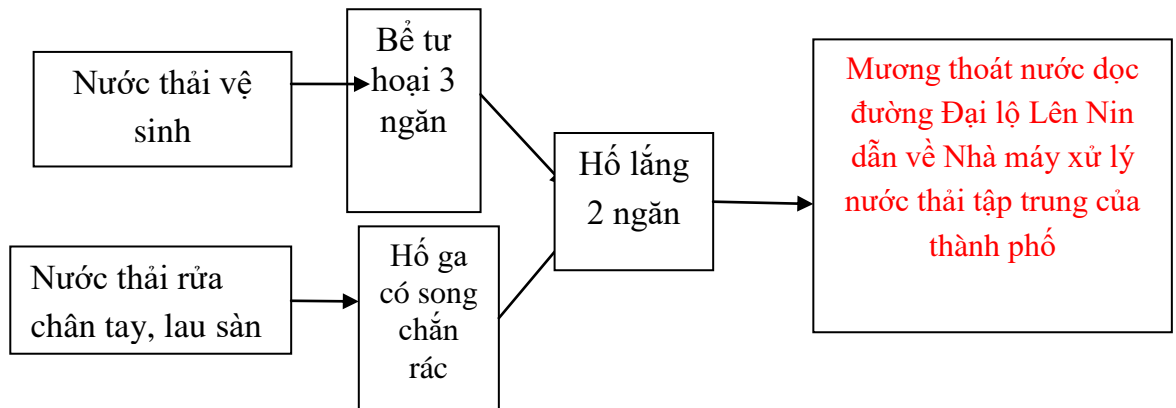 Nước thải vệ
sinh
Bể tư
hoại 3
ngăn
Nước thải rửa
chân tay, lau sàn
Hố ga
có song
chắn
rác
Hố lắng
2 ngăn
Mương thoát nước dọc
đường Đại lộ Lên Nin
dẫn về Nhà máy xử lý
nước thải tập trung của
thành phố